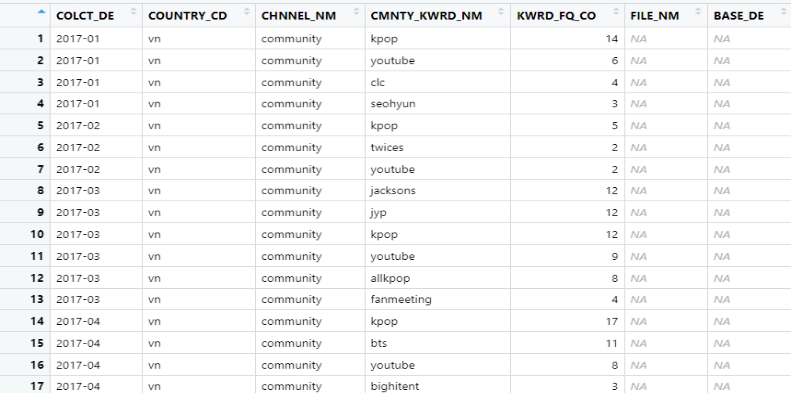 COLCT_DE COUNTRY_CD CHNNEL_NM CMNTY_KWRD_NM KWRD_FQ_CO FILE_NM BASE_DE
1 2017-01 vn community kpop 14 NA NA
2 2017-01 vn community youtube 6 NA NA
3 2017-01 vn community clc 4 NA NA
4 2017-01 vn community seohyun 3 NA NA
5 2017-02 vn community kpop 5 NA NA
6 2017-02 vn community twices 2 NA NA
7 2017-02 vn community youtube 2 NA NA
8 2017-03 vn community jacksons 12 NA NA
9 2017-03 vn community jyp 12 NA NA
10 2017-03 vn community kpop 12 NA NA
11 2017-03 vn community youtube 9 NA NA
12 2017-03 vn community allkpop 8 NA NA
13 2017-03 vn community fanmeeting 4 NA NA
14 2017-04 vn community kpop 17 NA NA
15 2017-04 vn community bts 11 NA NA
16 2017-04 vn community youtube 8 NA NA
17 2017-04 vn community bighitent 3 NA NA